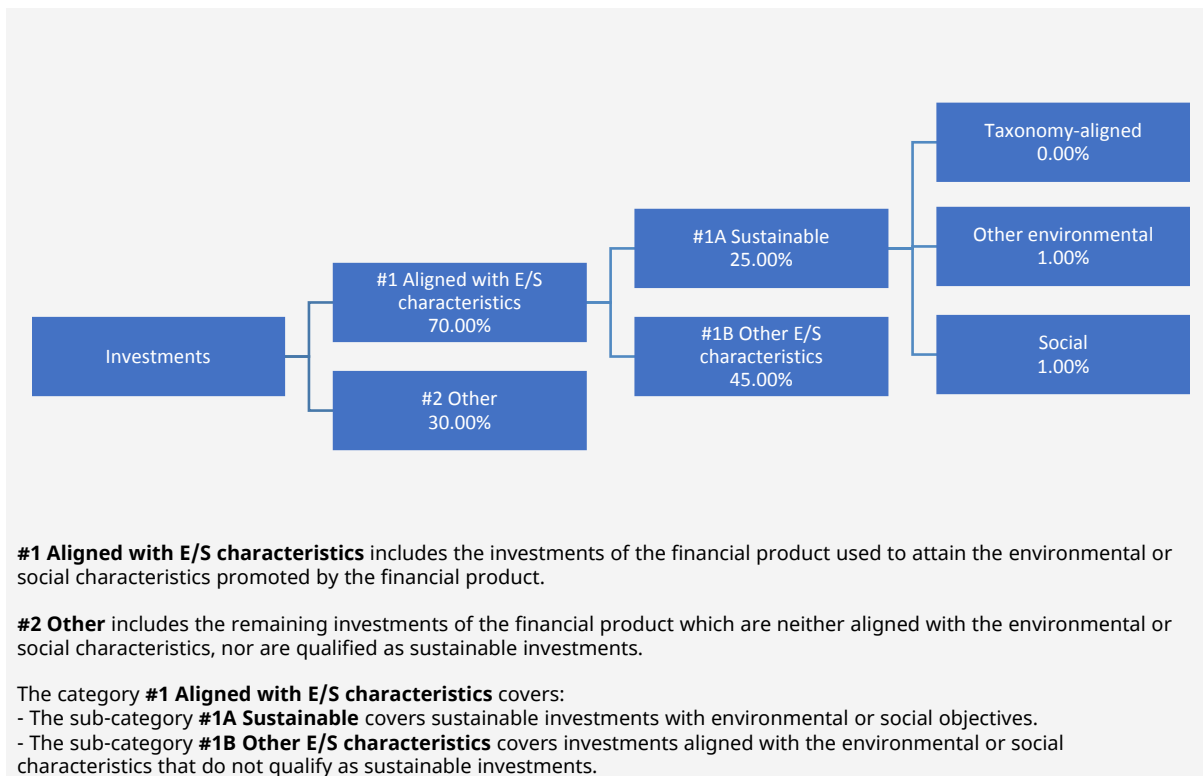 Investments
#1 Aligned with E/S
characteristics
70.00%
#2 Other
30.00%
#1A Sustainable
25.00%
#1B Other E/S
characteristics
45.00%
Taxonomy-aligned
0.00%
Other environmental
1.00%
Social
1.00%
#1 Aligned with E/S characteristics includes the investments of the financial product used to attain the environmental or
social characteristics promoted by the financial product.
#2 Other includes the remaining investments of the financial product which are neither aligned with the environmental or
social characteristics, nor are qualified as sustainable investments.
The category #1 Aligned with E/S characteristics covers:
- The sub-category #1A Sustainable covers sustainable investments with environmental or social objectives.
- The sub-category #1B Other E/S characteristics covers investments aligned with the environmental or social
characteristics that do not qualify as sustainable investments.